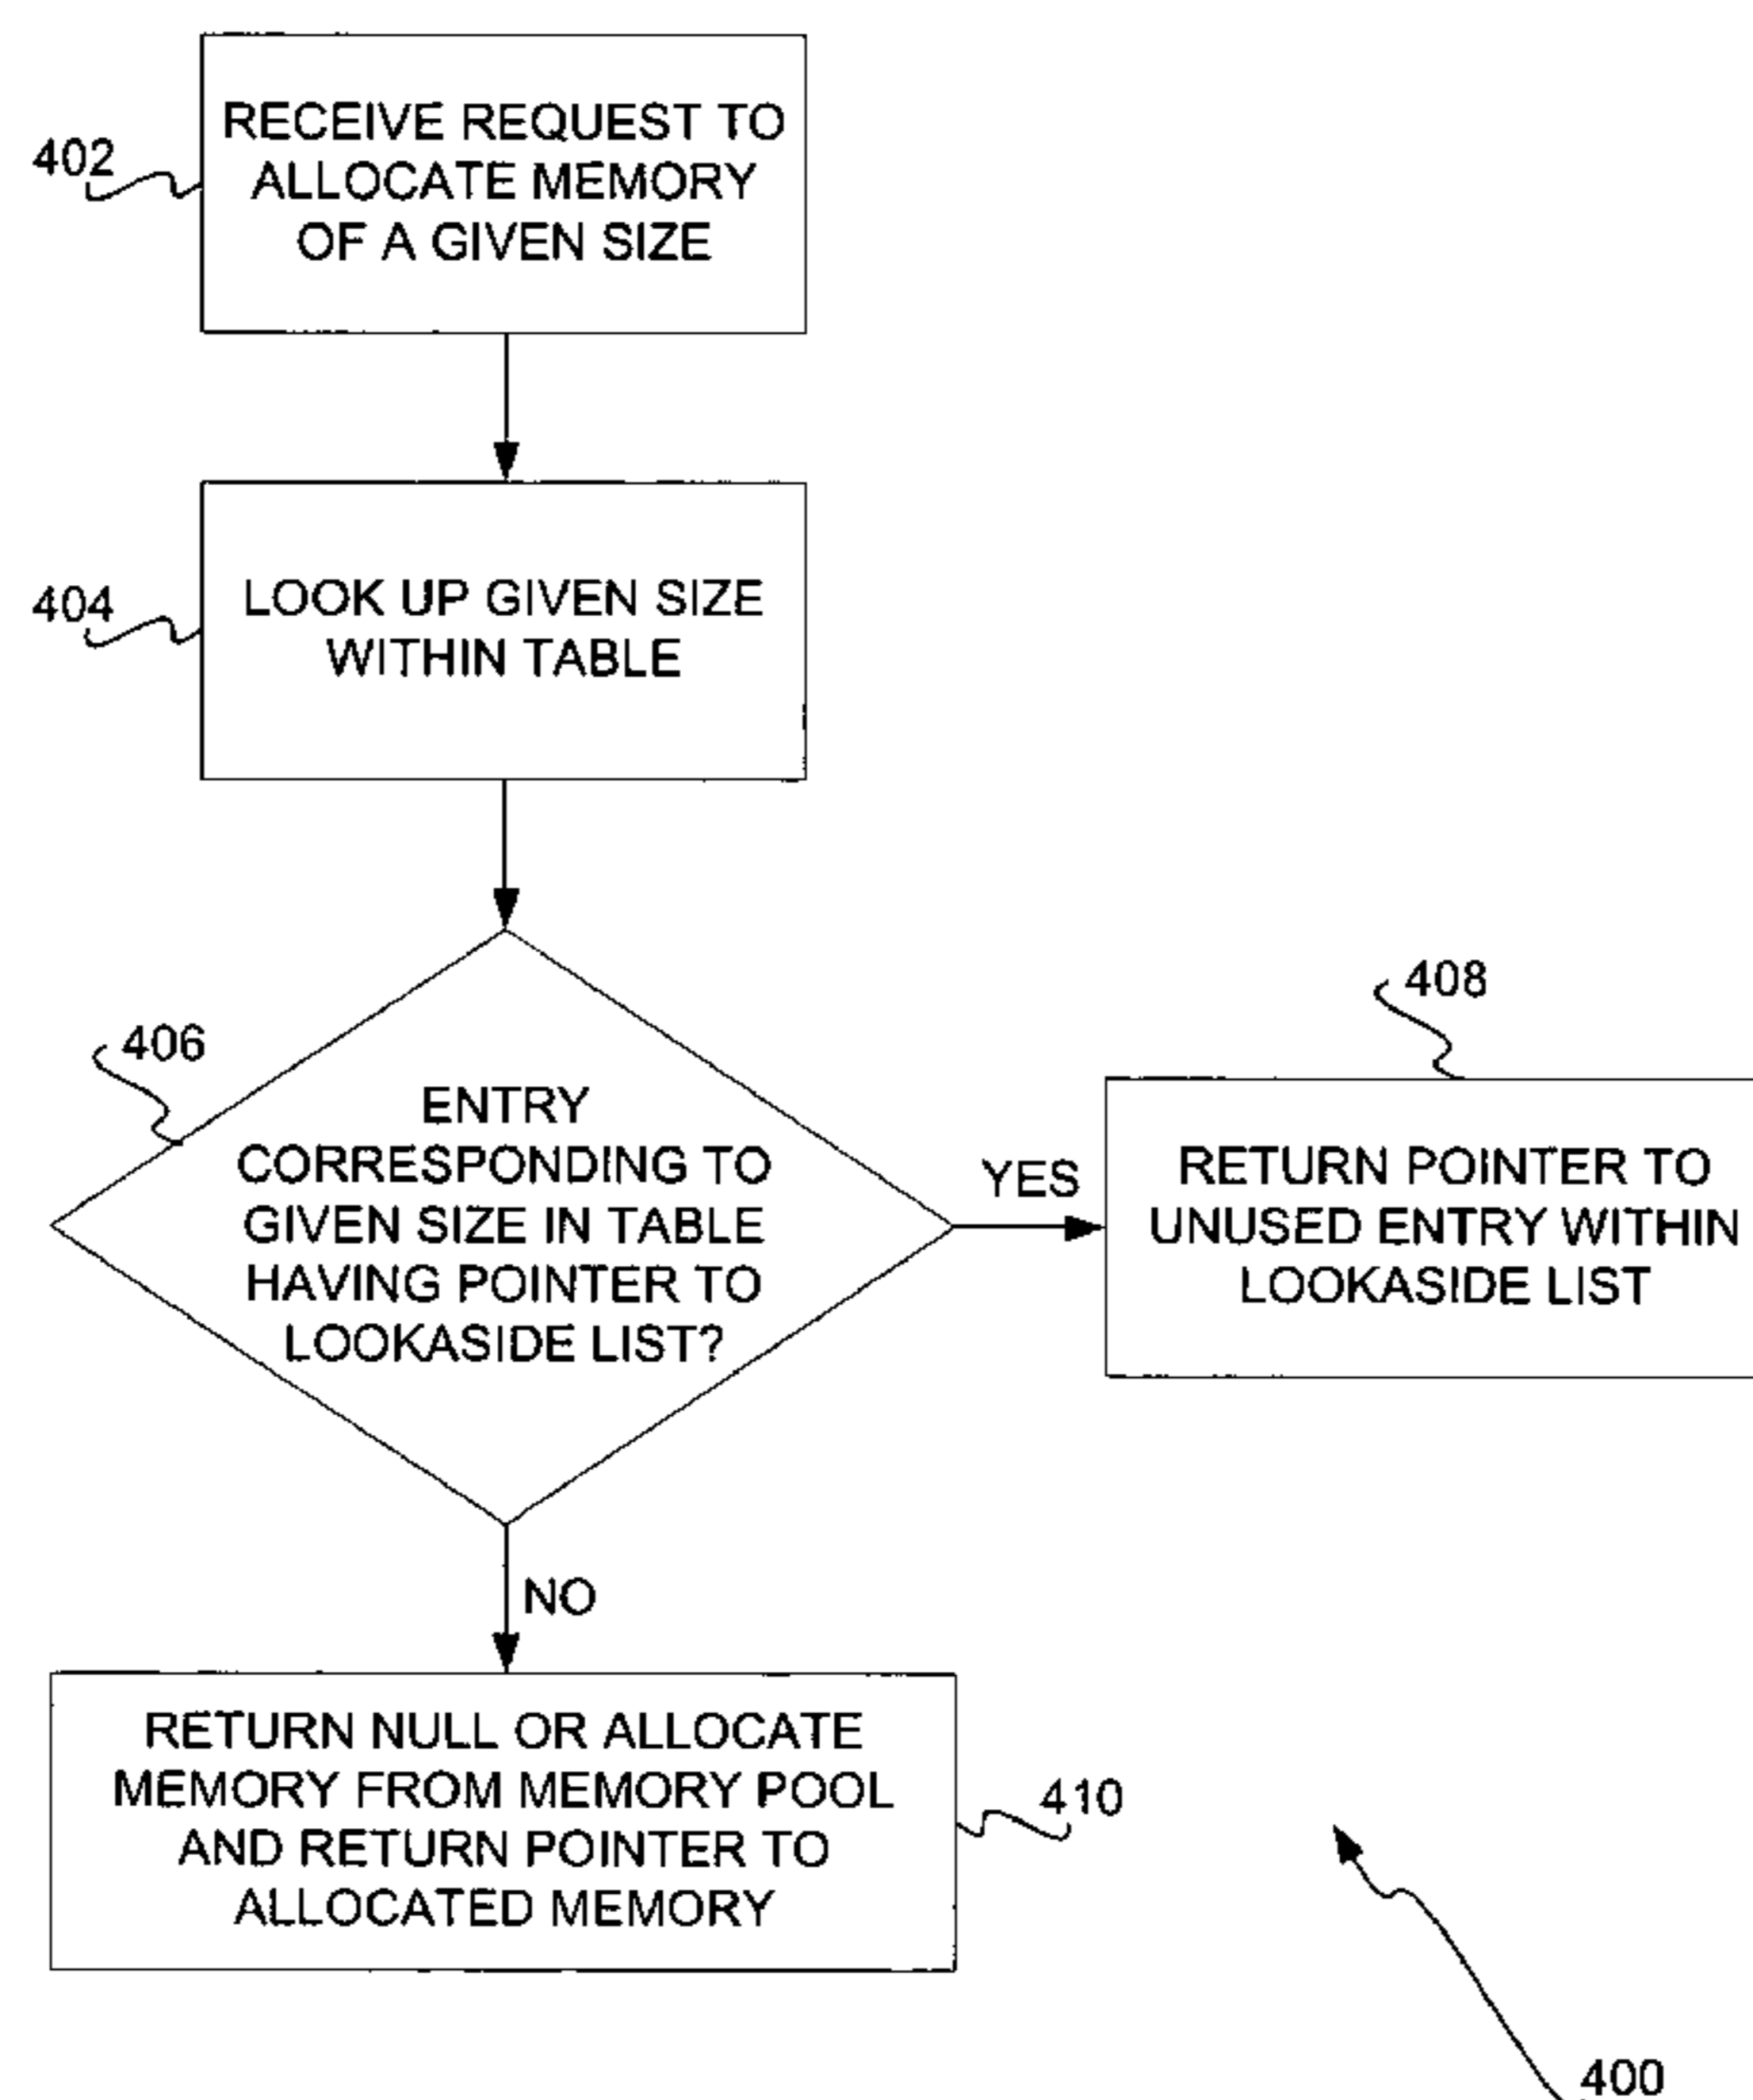 402
RECEIVE REQUEST TO
ALLOCATE MEMORY
OF A GIVEN SIZE
404
LOOK UP GIVEN SIZE
WITHIN TABLE
406
ENTRY
CORRESPONDING TO
GIVEN SIZE IN TABLE
HAVING POINTER TO
LOOKASIDE LIST?
YES
408
RETURN POINTER TO
UNUSED ENTRY WITHIN
LOOKASIDE LIST
NO
RETURN NULL OR ALLOCATE
MEMORY FROM MEMORY POOL
AND RETURN POINTER TO
ALLOCATED MEMORY
410
400